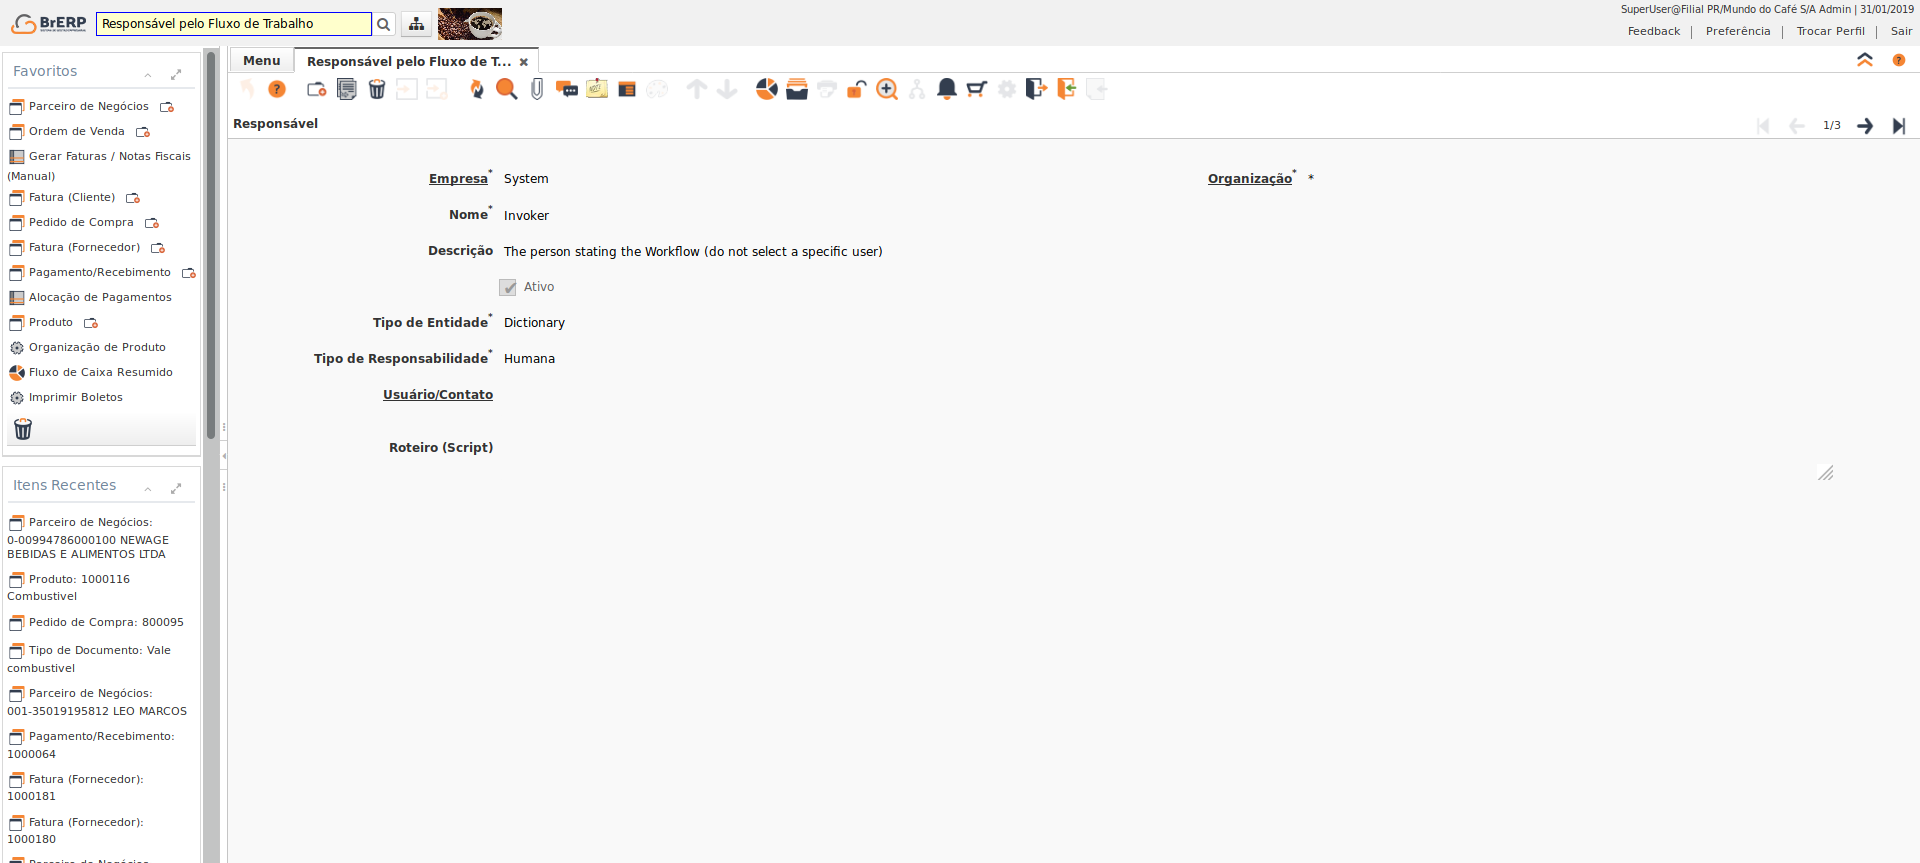 BrERP
Responsável pelo Fluxo de Trabalho
SuperUser@Filial PR/Mundo do Café S/A Admin | 31/01/2019
Feedback | Preferência | Trocar Perfil | Sair
Favoritos
Parceiro de Negócios
Ordem de Venda
Gerar Faturas / Notas Fiscais
(Manual)
Fatura (Cliente)
Pedido de Compra
Fatura (Fornecedor)
Pagamento/Recebimento
Alocação de Pagamentos
Produto
Organização de Produto
Fluxo de Caixa Resumido
Imprimir Boletos
Itens Recentes
Parceiro de Negócios:
0-00994786000100 NEWAGE
BEBIDAS E ALIMENTOS LTDA
Produto: 1000116
Combustivel
Pedido de Compra: 800095
Tipo de Documento: Vale
combustivel
Parceiro de Negócios:
001-35019195812 LEO MARCOS
Pagamento/Recebimento:
1000064
Fatura (Fornecedor):
1000181
Fatura (Fornecedor):
1000180
Parceiro de Negócios
Menu
Responsável pelo Fluxo de T...
Responsável
1/3
Empresa* System
Organização* *
Nome* Invoker
Descrição The person stating the Workflow (do not select a specific user)
Ativo
Tipo de Entidade* Dictionary
Tipo de Responsabilidade* Humana
Usuário/Contato
Roteiro (Script)